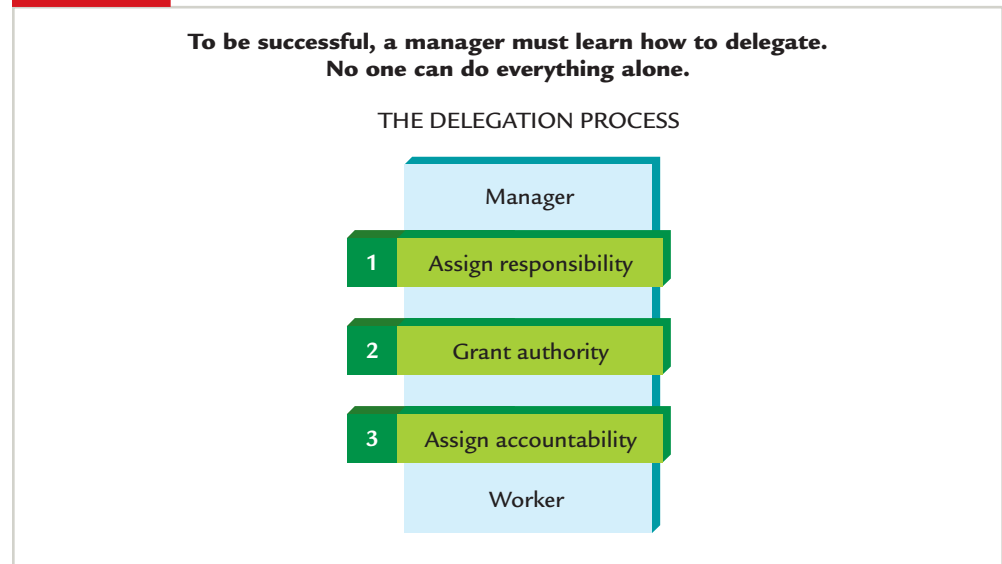 To be successful, a manager must learn how to delegate.
No one can do everything alone.
THE DELEGATION PROCESS
Manager
1 Assign responsibility
2 Grant authority
3 Assign accountability
Worker